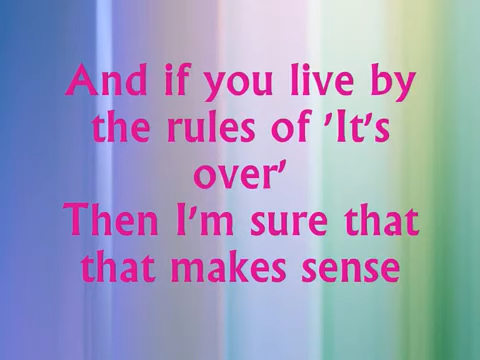 And if you live by
the rules of 'It's
over'
Then I'm sure that
that makes sense